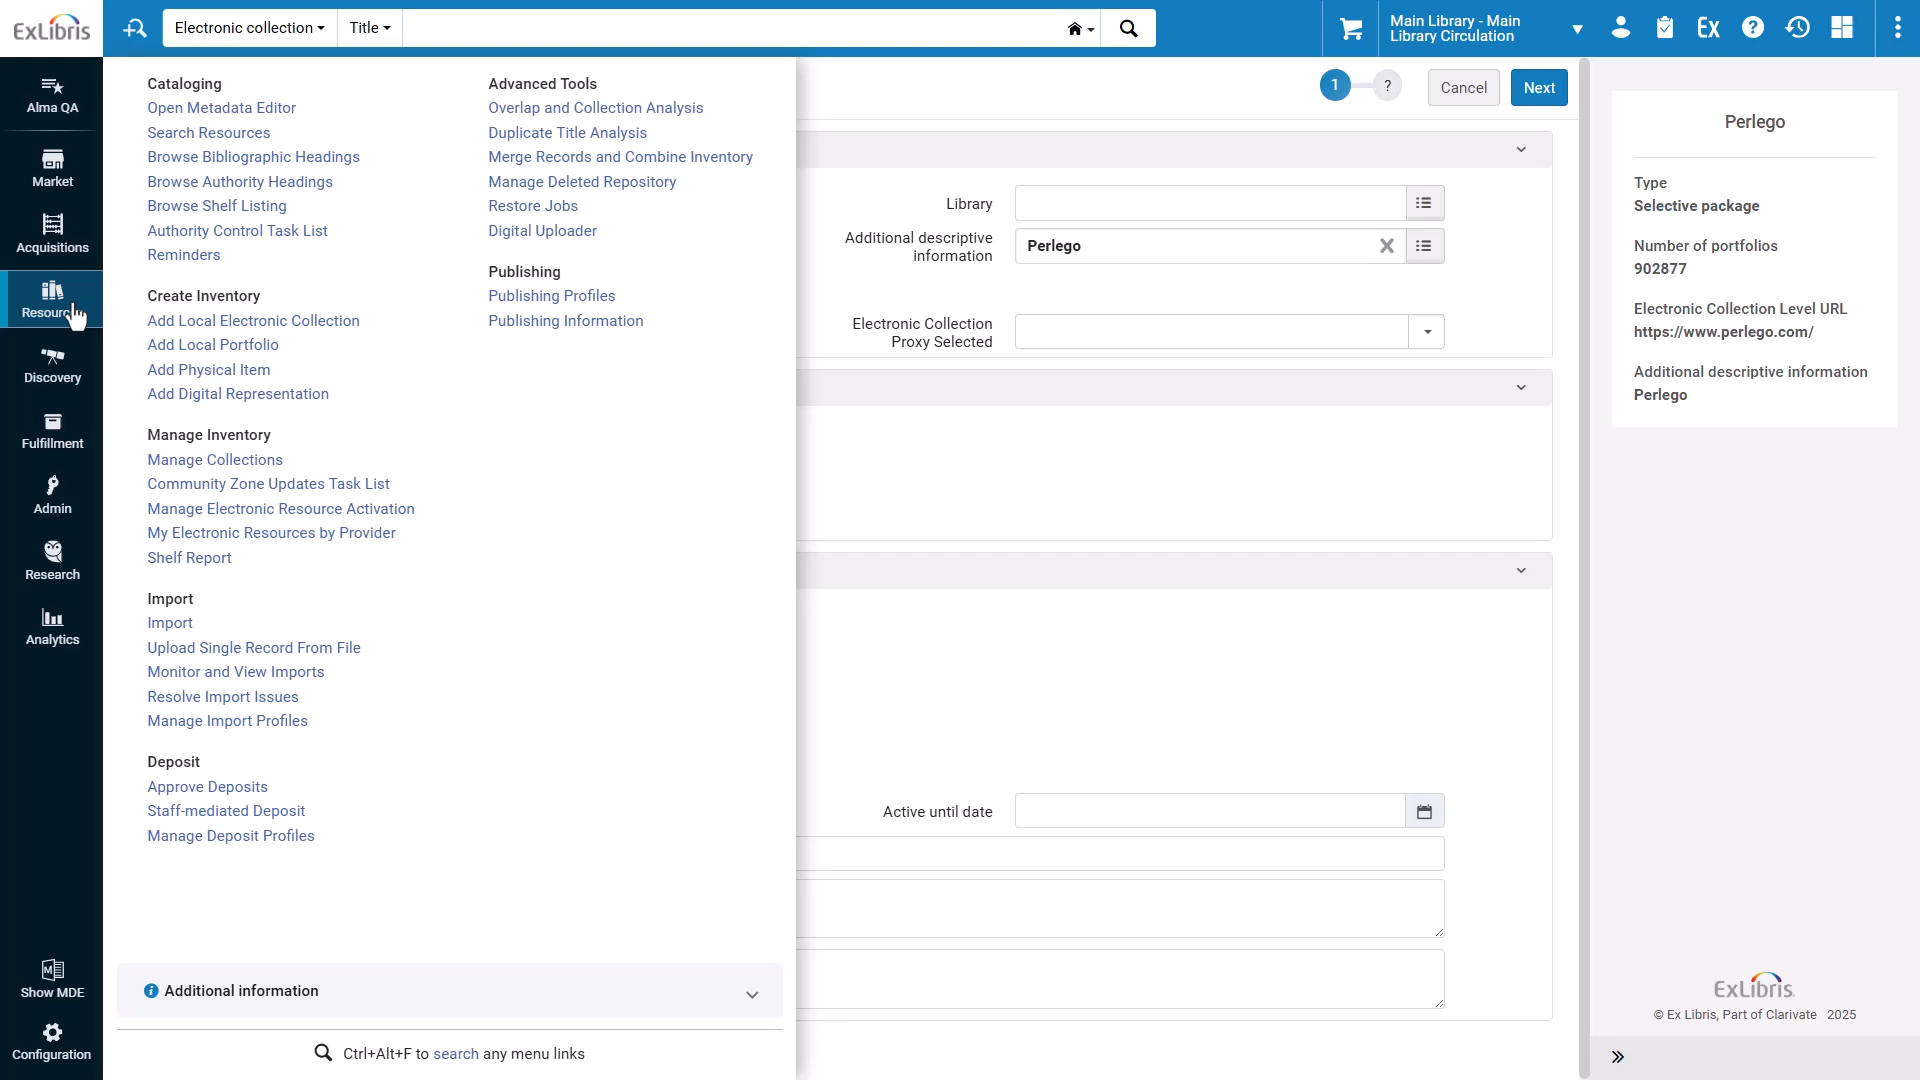 ExLibris
Electronic collection
Title
Main Library - Main
Library Circulation
Ex
Alma QA
Market
Acquisitions
Resourc
Discovery
Fulfillment
Admin
Research
Analytics
Show MDE
Configuration
Cataloging
Open Metadata Editor
Search Resources
Browse Bibliographic Headings
Browse Authority Headings
Browse Shelf Listing
Authority Control Task List
Reminders
Create Inventory
Add Local Electronic Collection
Add Local Portfolio
Add Physical Item
Add Digital Representation
Manage Inventory
Manage Collections
Community Zone Updates Task List
Manage Electronic Resource Activation
My Electronic Resources by Provider
Shelf Report
Import
Import
Upload Single Record From File
Monitor and View Imports
Resolve Import Issues
Manage Import Profiles
Deposit
Approve Deposits
Staff-mediated Deposit
Manage Deposit Profiles
Advanced Tools
Overlap and Collection Analysis
Duplicate Title Analysis
Merge Records and Combine Inventory
Manage Deleted Repository
Restore Jobs
Digital Uploader
Publishing
Publishing Profiles
Publishing Information
Additional information
Ctrl+Alt+F to search any menu links
1
?
Cancel
Next
Library
Additional descriptive
information
Perlego
Electronic Collection
Proxy Selected
Active until date
Perlego
Type
Selective package
Number of portfolios
902877
Electronic Collection Level URL
https://www.perlego.com/
Additional descriptive information
Perlego
ExLibris
© Ex Libris, Part of Clarivate 2025